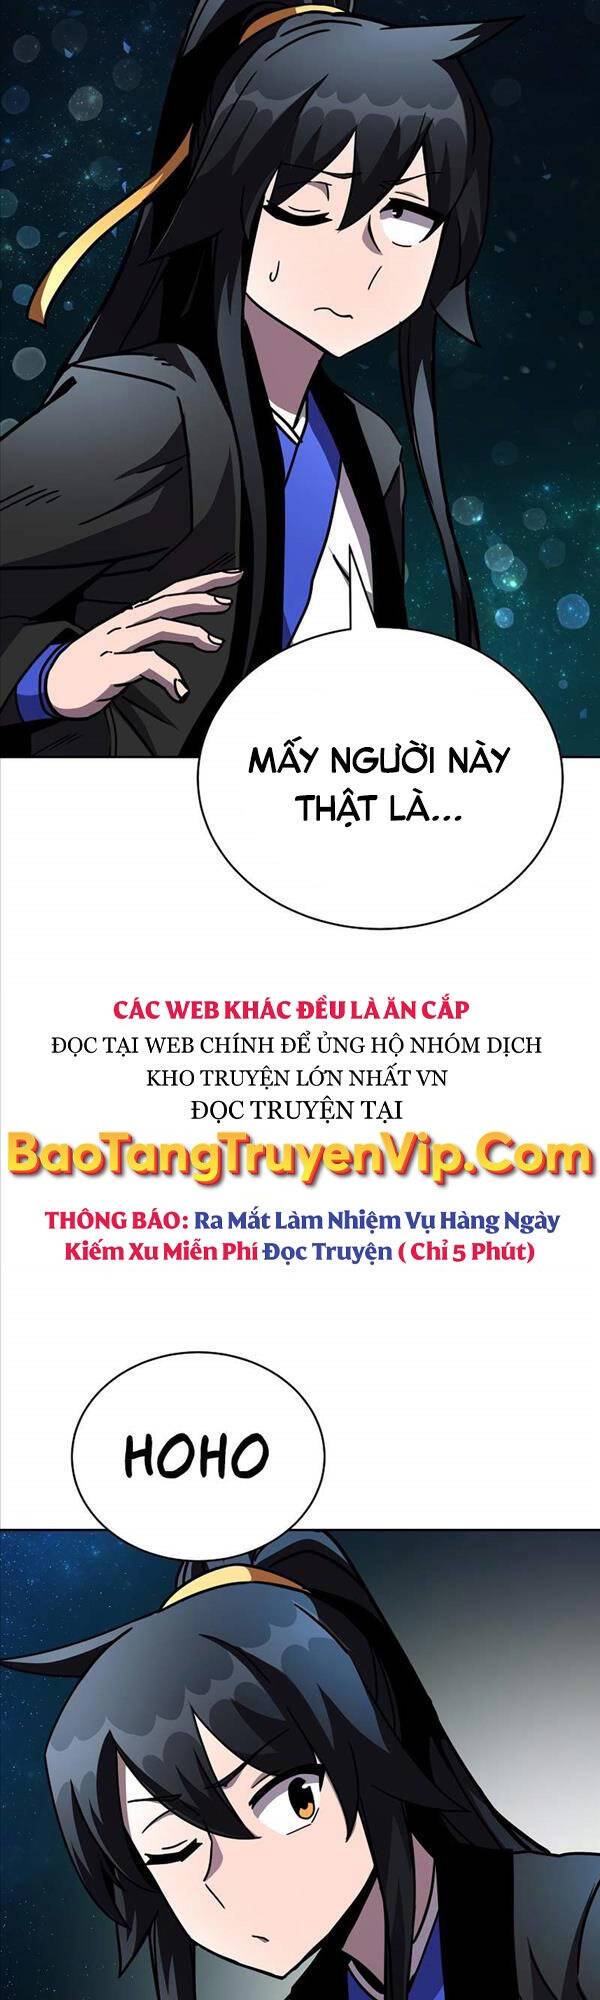 MẤY NGƯỜI NÀY
THẬT LÀ...
CÁC WEB KHÁC ĐỀU LÀ ĂN CẮP
ĐỌC TẠI WEB CHÍNH ĐỂ ỦNG HỘ NHÓM DỊCH
KHO TRUYỆN LỚN NHẤT VN
ĐỌC TRUYỆN TẠI
BaoTangTruyenVip.Com
THÔNG BÁO: Ra Mắt Làm Nhiệm Vụ Hàng Ngày
Kiếm Xu Miễn Phí Đọc Truyện ( Chỉ 5 Phút)
HOHO